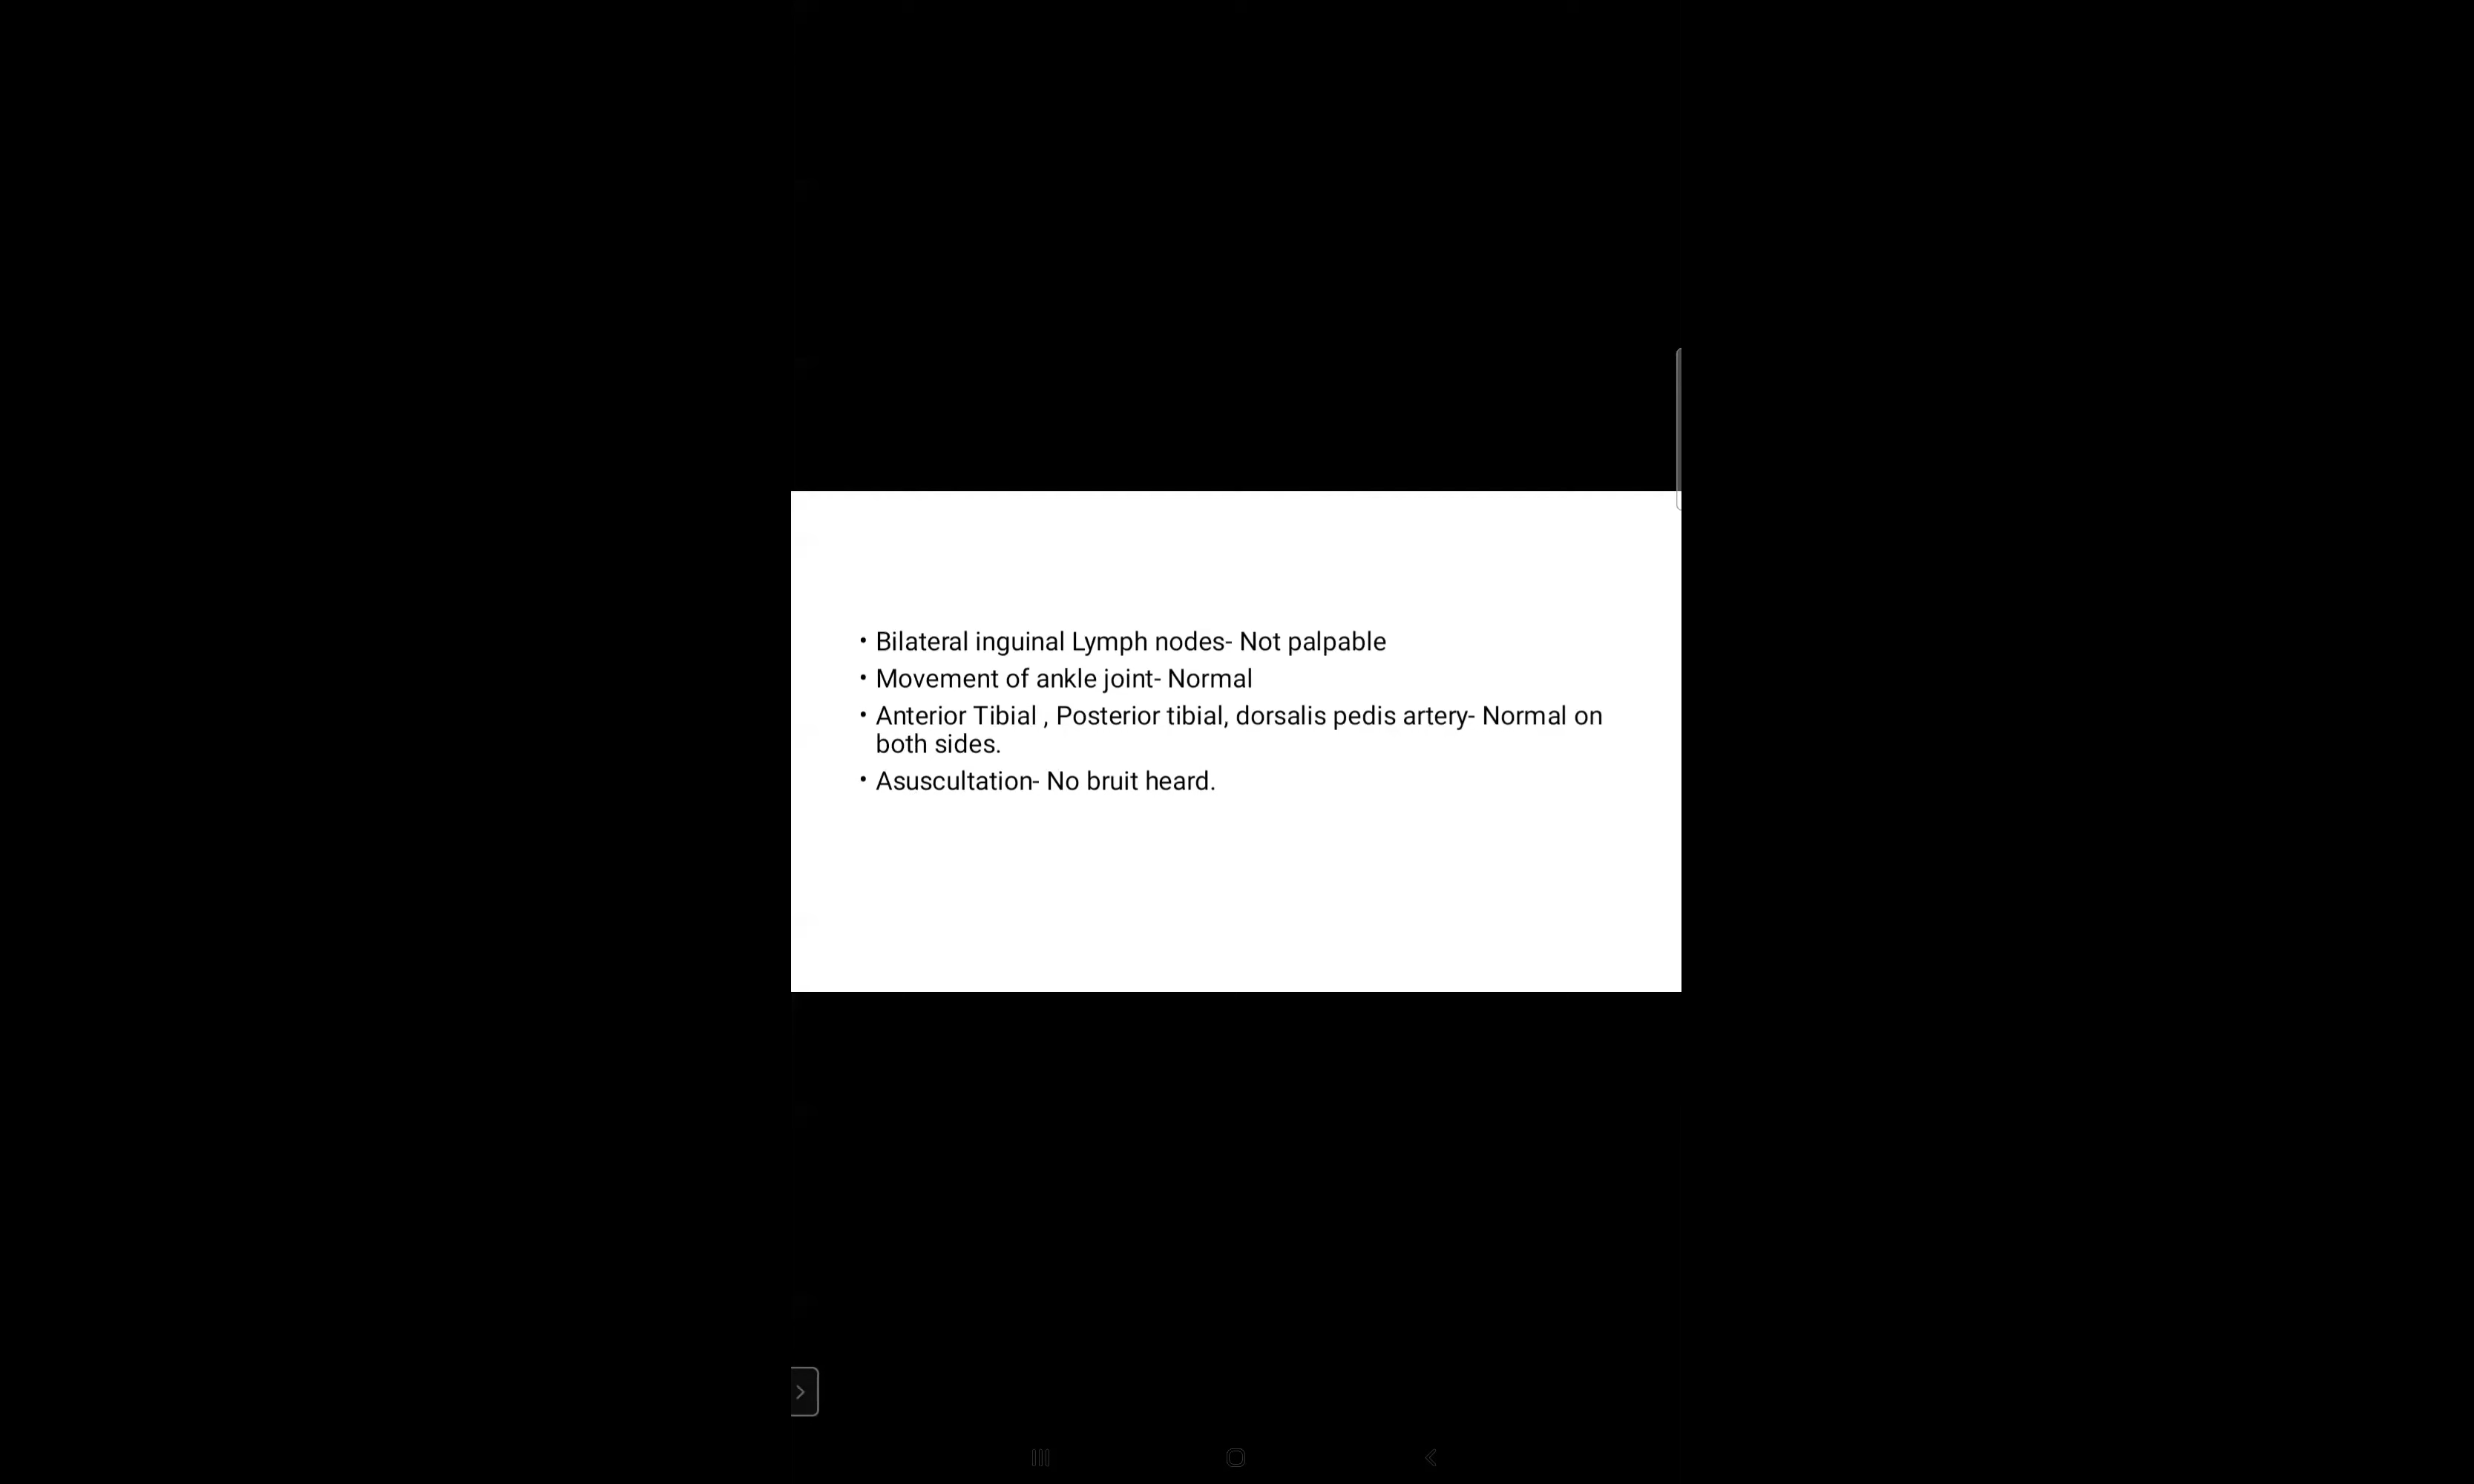 • Bilateral inguinal Lymph nodes- Not palpable
• Movement of ankle joint- Normal
• Anterior Tibial , Posterior tibial, dorsalis pedis artery- Normal on
both sides.
• Asuscultation- No bruit heard.